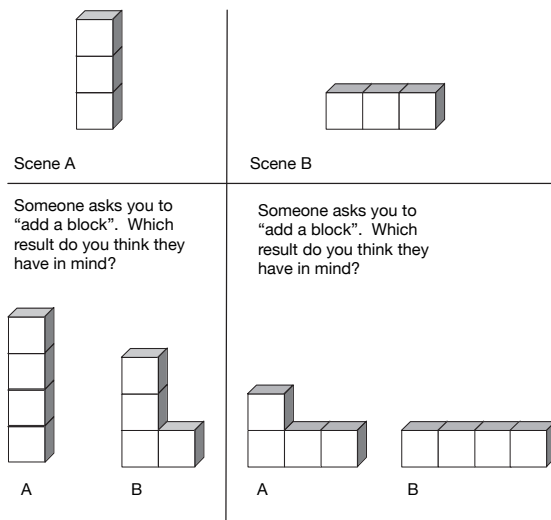 Scene A
Scene B
Someone asks you to
“add a block”. Which
result do you think they
have in mind?
Someone asks you to
“add a block”. Which
result do you think they
have in mind?
A
B
A
B